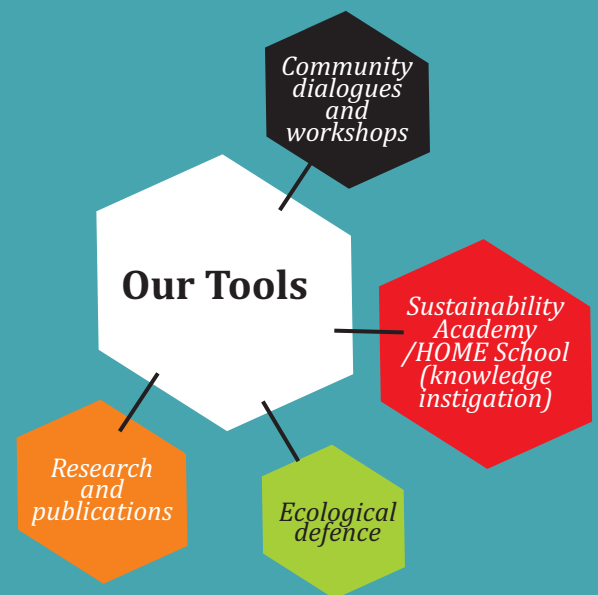 Community
dialogues
and
workshops
Our Tools
Sustainability
Academy
/HOME School
(knowledge
instigation)
Research
and
publications
Ecological
defence